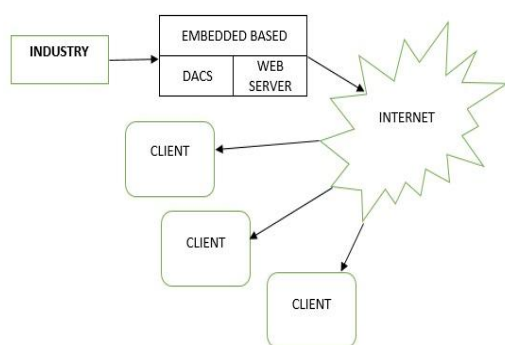 INDUSTRY
EMBEDDED BASED
DACS
WEB
SERVER
INTERNET
CLIENT
CLIENT
CLIENT